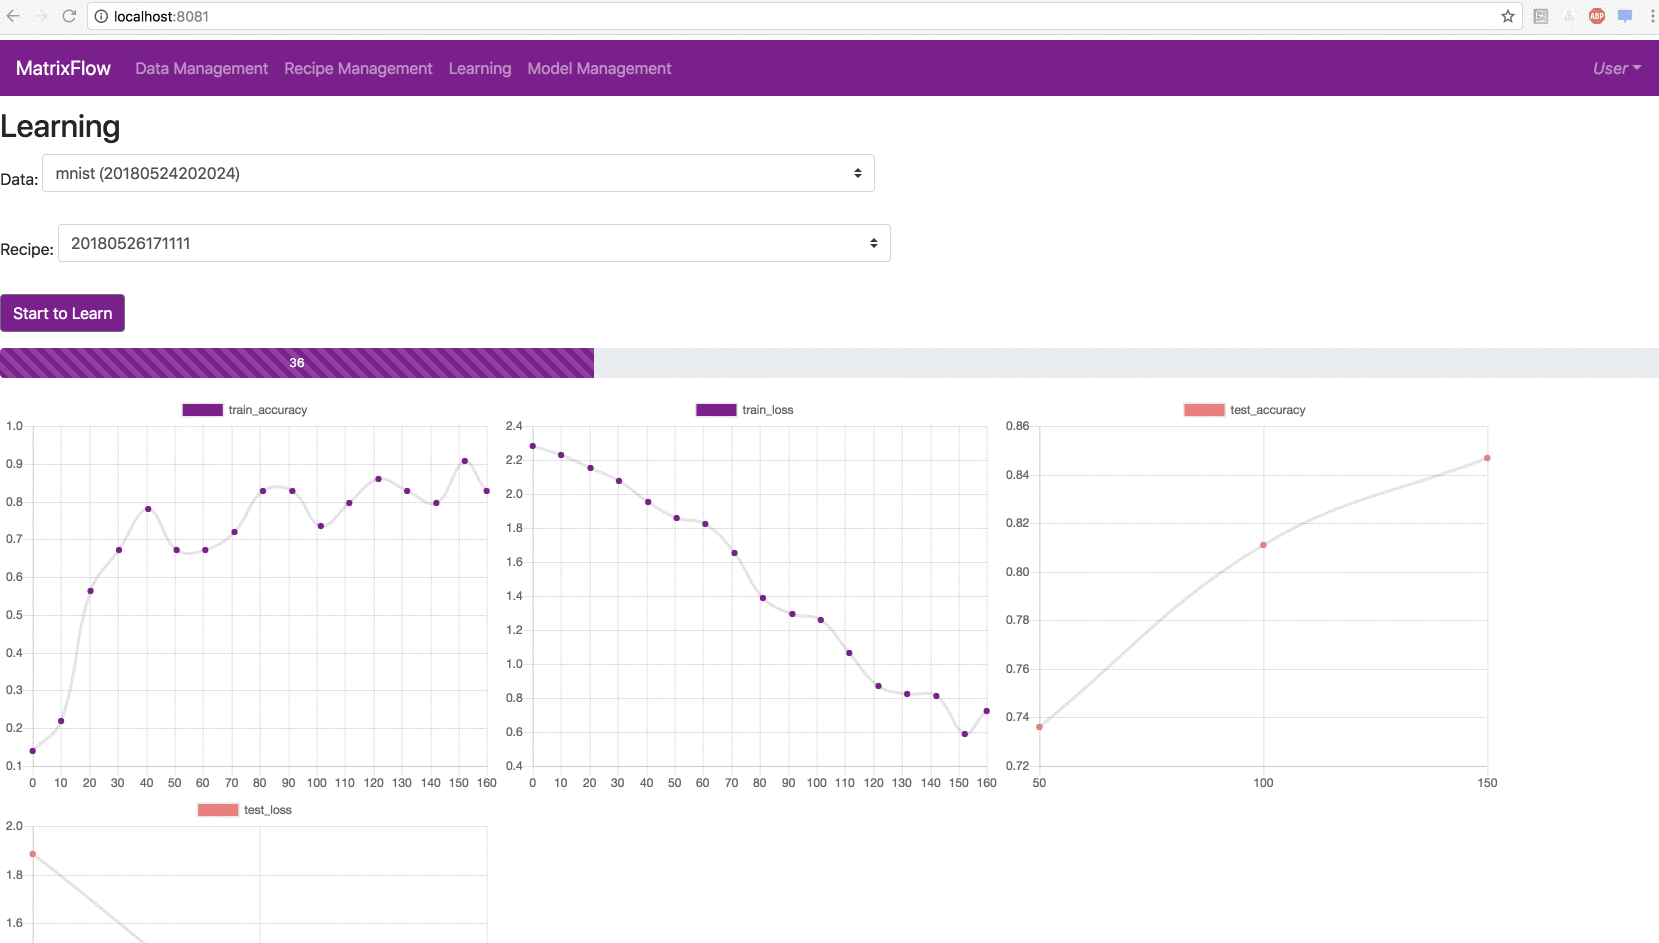 localhost:8081
ABP
MatrixFlow Data Management Recipe Management Learning Model Management User
Learning
Data: mnist (20180524202024)
Recipe: 20180526171111
Start to Learn
36
train_accuracy
1.0
0.9
0.8
0.7
0.6
0.5
0.4
0.3
0.2
0.1
0 10 20 30 40 50 60 70 80 90 100 110 120 130 140 150 160
train_loss
2.4
2.2
2.0
1.8
1.6
1.4
1.2
1.0
0.8
0.6
0.4
0 10 20 30 40 50 60 70 80 90 100 110 120 130 140 150 160
test_accuracy
0.86
0.84
0.82
0.80
0.78
0.76
0.74
0.72
50 100 150
test_loss
2.0
1.8
1.6